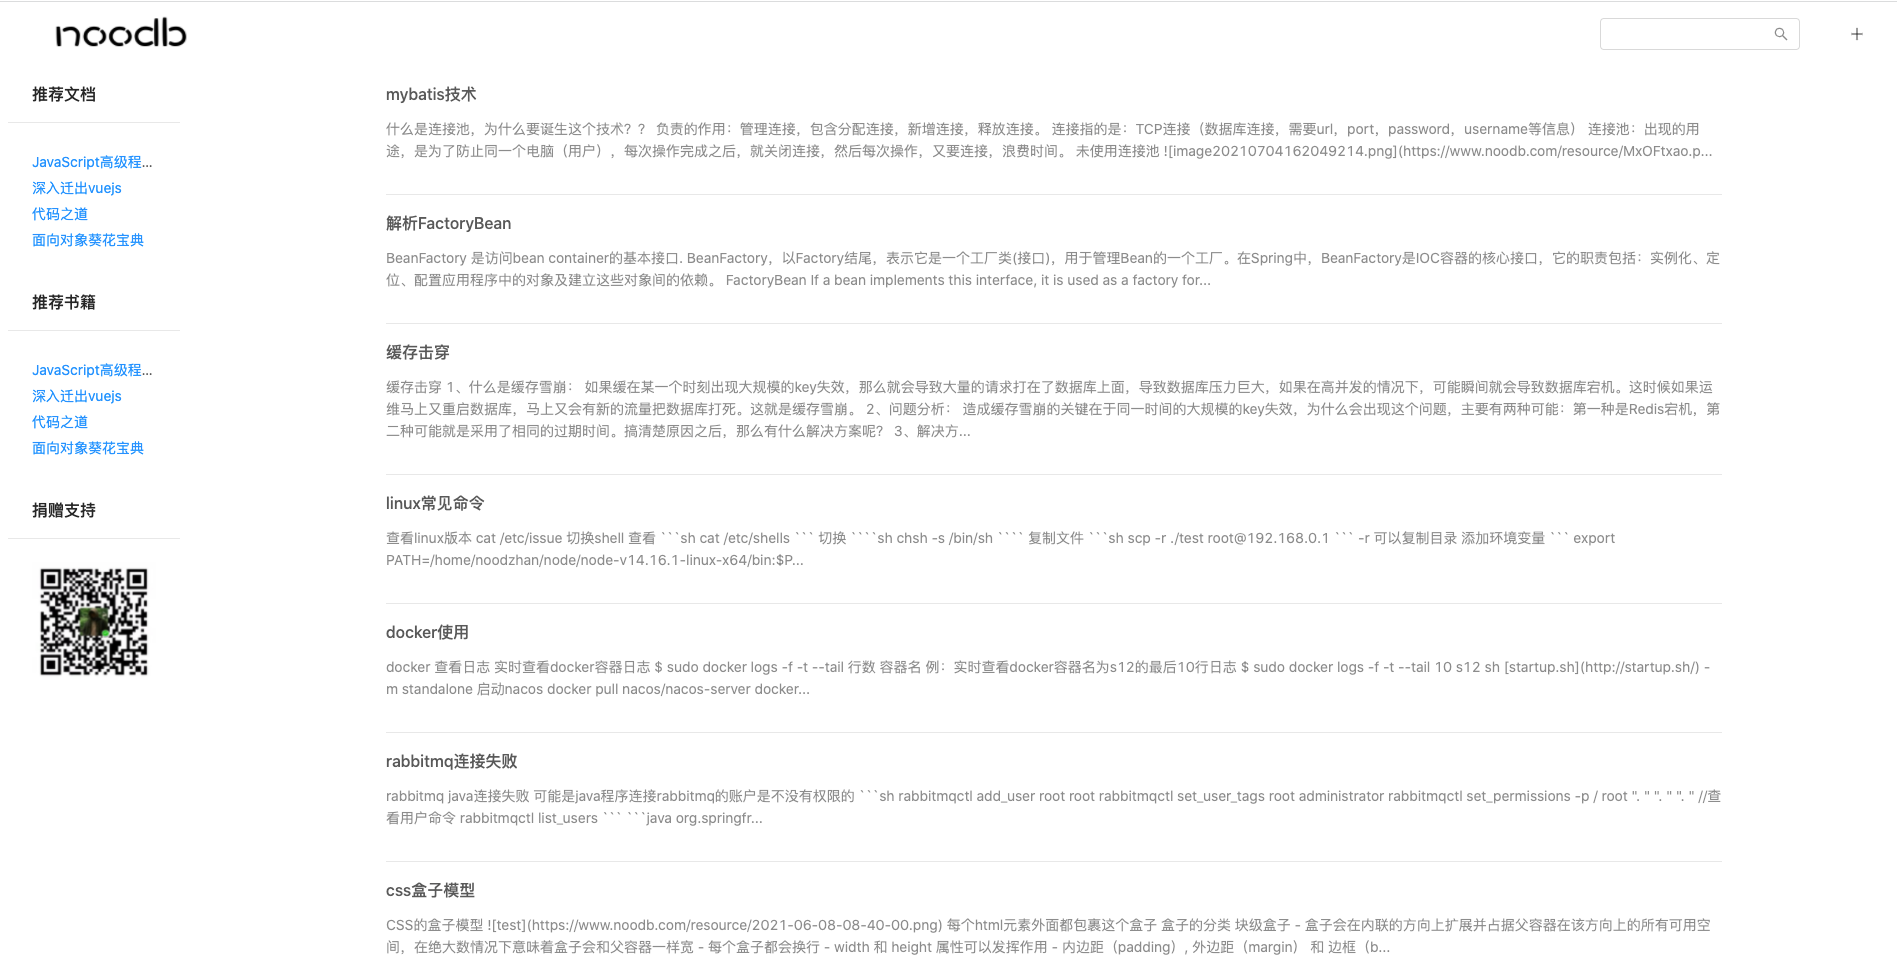 noodb
推荐文档
JavaScript高级程...
深入迁出vuejs
代码之道
面向对象葵花宝典
推荐书籍
JavaScript高级程...
深入迁出vuejs
代码之道
面向对象葵花宝典
捐赠支持
mybatis技术
什么是连接池，为什么要诞生这个技术？？ 负责的作用：管理连接，包含分配连接，新增连接，释放连接。 连接指的是：TCP连接（数据库连接，需要url，port，password，username等信息） 连接池：出现的用
途，是为了防止同一个电脑（用户），每次操作完成之后，就关闭连接，然后每次操作，又要连接，浪费时间。 未使用连接池 ![image20210704162049214.png](https://www.noodb.com/resource/MxOFtxao.p...
解析FactoryBean
BeanFactory 是访问bean container的基本接口. BeanFactory，以Factory结尾，表示它是一个工厂类(接口)，用于管理Bean的一个工厂。在Spring中，BeanFactory是IOC容器的核心接口，它的职责包括：实例化、定
位、配置应用程序中的对象及建立这些对象间的依赖。 FactoryBean If a bean implements this interface, it is used as a factory for...
缓存击穿
缓存击穿 1、什么是缓存雪崩： 如果缓在某一个时刻出现大规模的key失效，那么就会导致大量的请求打在了数据库上面，导致数据库压力巨大，如果在高并发的情况下，可能瞬间就会导致数据库宕机。这时候如果运
维马上又重启数据库，马上又会有新的流量把数据库打死。这就是缓存雪崩。 2、问题分析： 造成缓存雪崩的关键在于同一时间的大规模的key失效，为什么会出现这个问题，主要有两种可能：第一种是Redis宕机，第
二种可能就是采用了相同的过期时间。搞清楚原因之后，那么有什么解决方案呢？ 3、解决方...
linux常见命令
查看linux版本 cat /etc/issue 切换shell 查看 ```sh cat /etc/shells ``` 切换 ````sh chsh -s /bin/sh ```` 复制文件 ```sh scp -r ./test root@192.168.0.1 ``` -r 可以复制目录 添加环境变量 ``` export
PATH=/home/noodzhan/node/node-v14.16.1-linux-x64/bin:$P...
docker使用
docker 查看日志 实时查看docker容器日志 $ sudo docker logs -f -t --tail 行数 容器名 例：实时查看docker容器名为s12的最后10行日志 $ sudo docker logs -f -t --tail 10 s12 sh [startup.sh](http://startup.sh/) -
m standalone 启动nacos docker pull nacos/nacos-server docker...
rabbitmq连接失败
rabbitmq java连接失败 可能是java程序连接rabbitmq的账户是不没有权限的 ```sh rabbitmqctl add_user root root rabbitmqctl set_user_tags root administrator rabbitmqctl set_permissions -p / root ". " ". " ". " //查
看用户命令 rabbitmqctl list_users ``` ```java org.springfr...
css盒子模型
CSS的盒子模型 ![test](https://www.noodb.com/resource/2021-06-08-08-40-00.png) 每个html元素外面都包裹这个盒子 盒子的分类 块级盒子 - 盒子会在内联的方向上扩展并占据父容器在该方向上的所有可用空
间，在绝大数情况下意味着盒子会和父容器一样宽 - 每个盒子都会换行 - width 和 height 属性可以发挥作用 - 内边距（padding）, 外边距（margin） 和 边框（b...